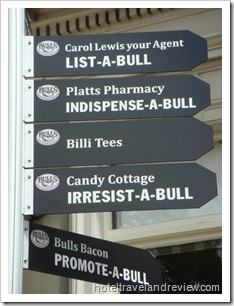 Carol Lewis your Agent
LIST-A-BULL
Platts Pharmacy
INDISPENSE-A-BULL
Billi Tees
Candy Cottage
IRRESIST-A-BULL
Bulls Bacon
PROMOTE-A-BULL
hoteltravelandreview.com